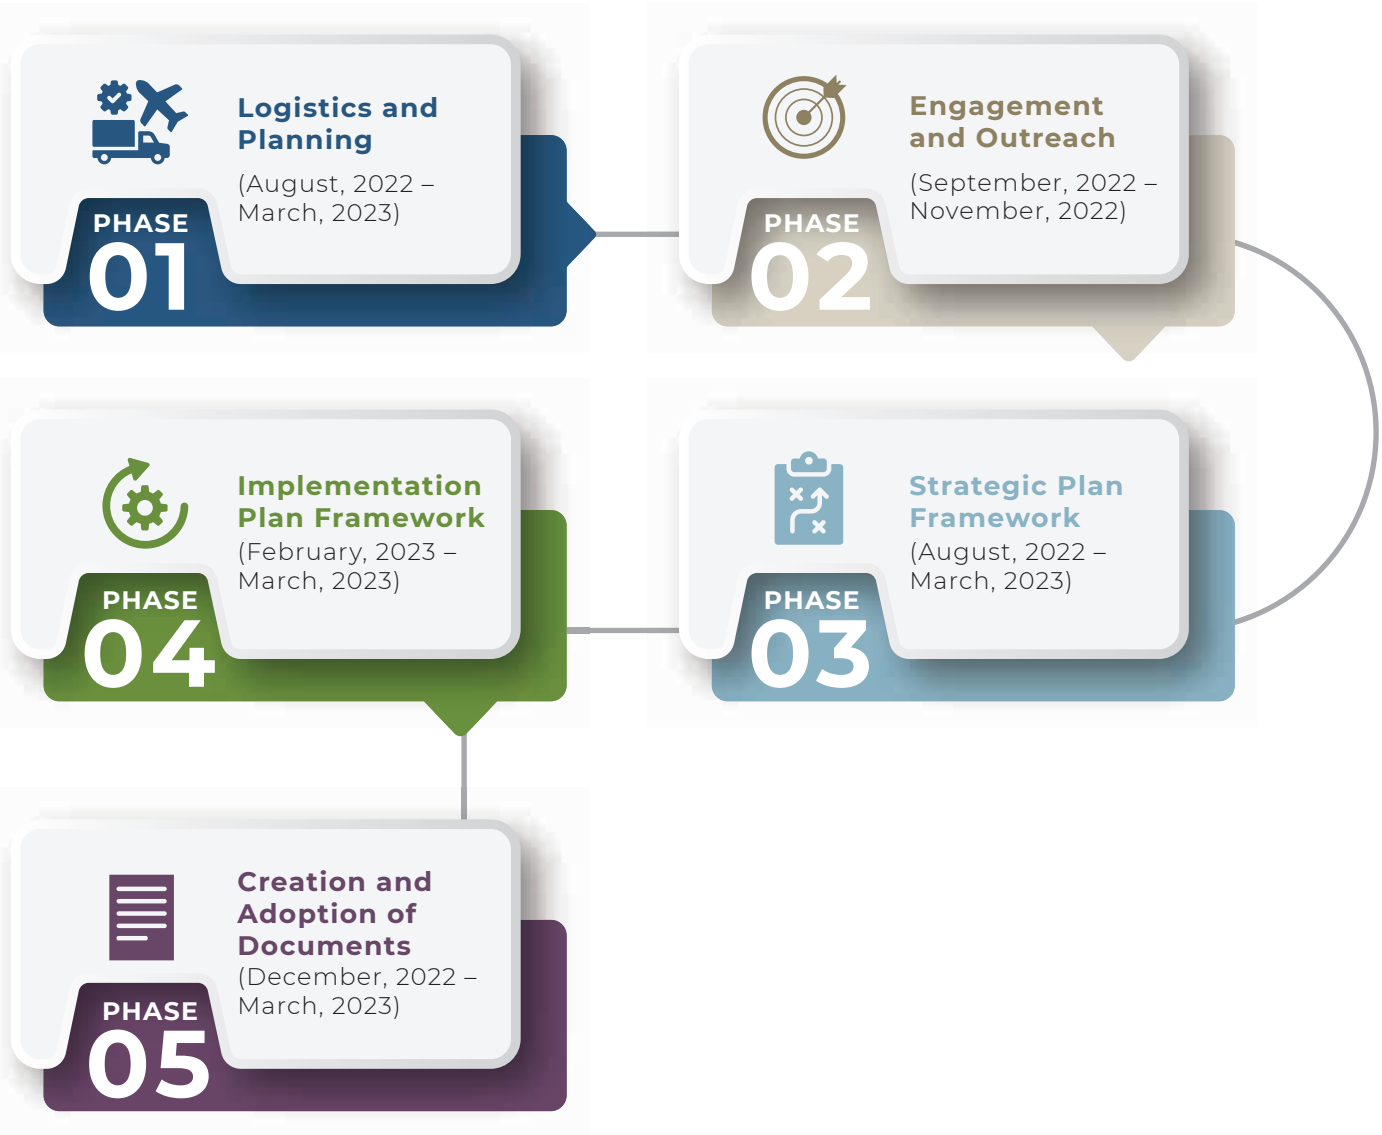 Logistics and
Planning
(August, 2022 –
March, 2023)
PHASE
01
Engagement
and Outreach
(September, 2022 –
November, 2022)
PHASE
02
Strategic Plan
Framework
(August, 2022 –
March, 2023)
PHASE
03
Implementation
Plan Framework
(February, 2023 –
March, 2023)
PHASE
04
Creation and
Adoption of
Documents
(December, 2022 –
March, 2023)
PHASE
05